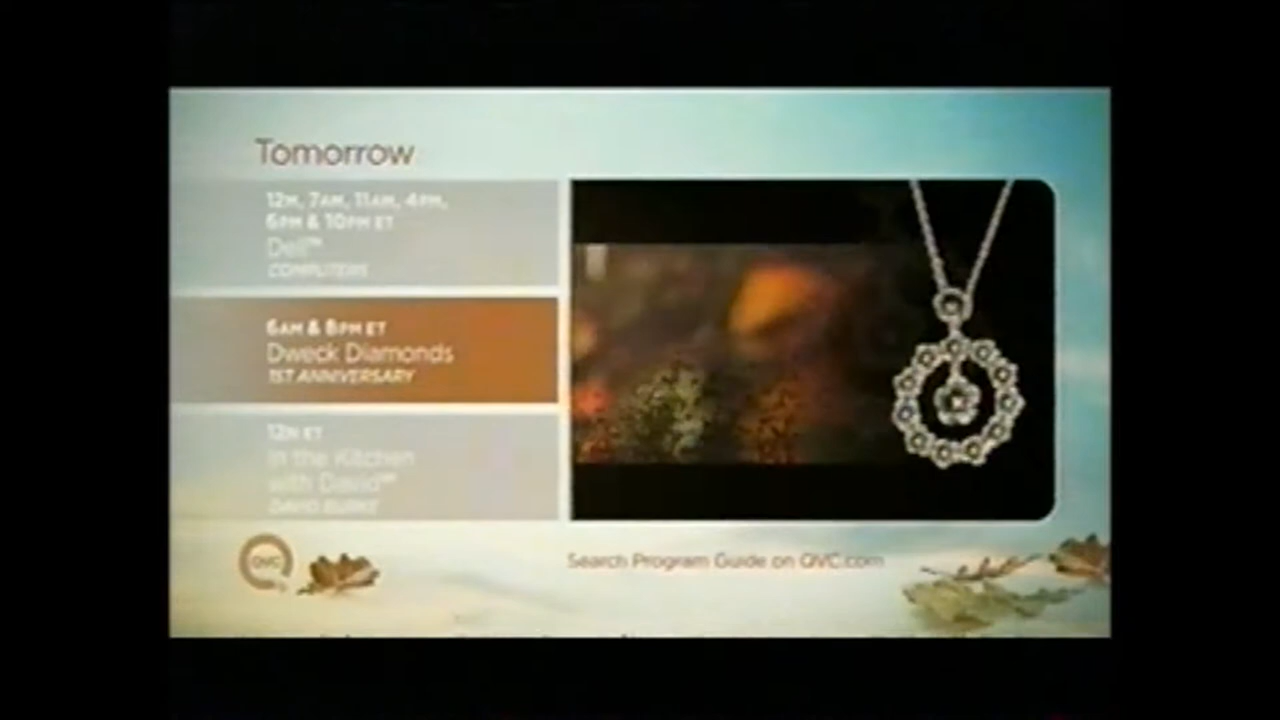 Tomorrow
12M, 7AM, 11AM, 4PM,
6PM & 10PM ET
Dell™
COMPUTERS
6AM & 8PM ET
Dweck Diamonds
1ST ANNIVERSARY
12N ET
In the Kitchen
with David™
DAVID BURKE
QVC
Search Program Guide on QVC.com